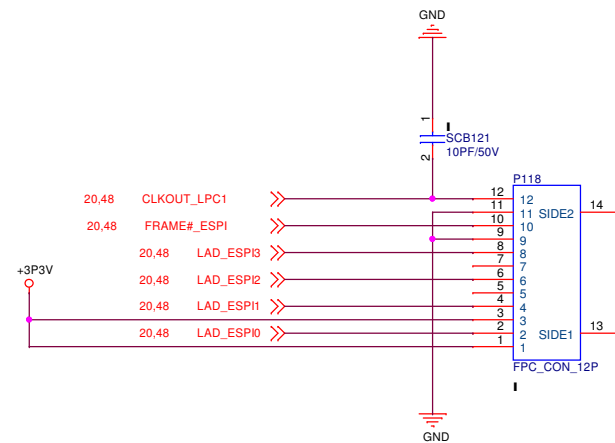 GND
1
SCB121
2
10PF/50V
P118
20,48 CLKOUT_LPC1
12
12
SIDE2
14
11
11
20,48 FRAME#_ESPI
10
10
9
9
20,48 LAD_ESPI3
8
8
7
7
+3P3V
20,48 LAD_ESPI2
6
6
5
5
20,48 LAD_ESPI1
4
4
3
3
20,48 LAD_ESPI0
2
2
SIDE1
13
1
1
FPC_CON_12P
GND